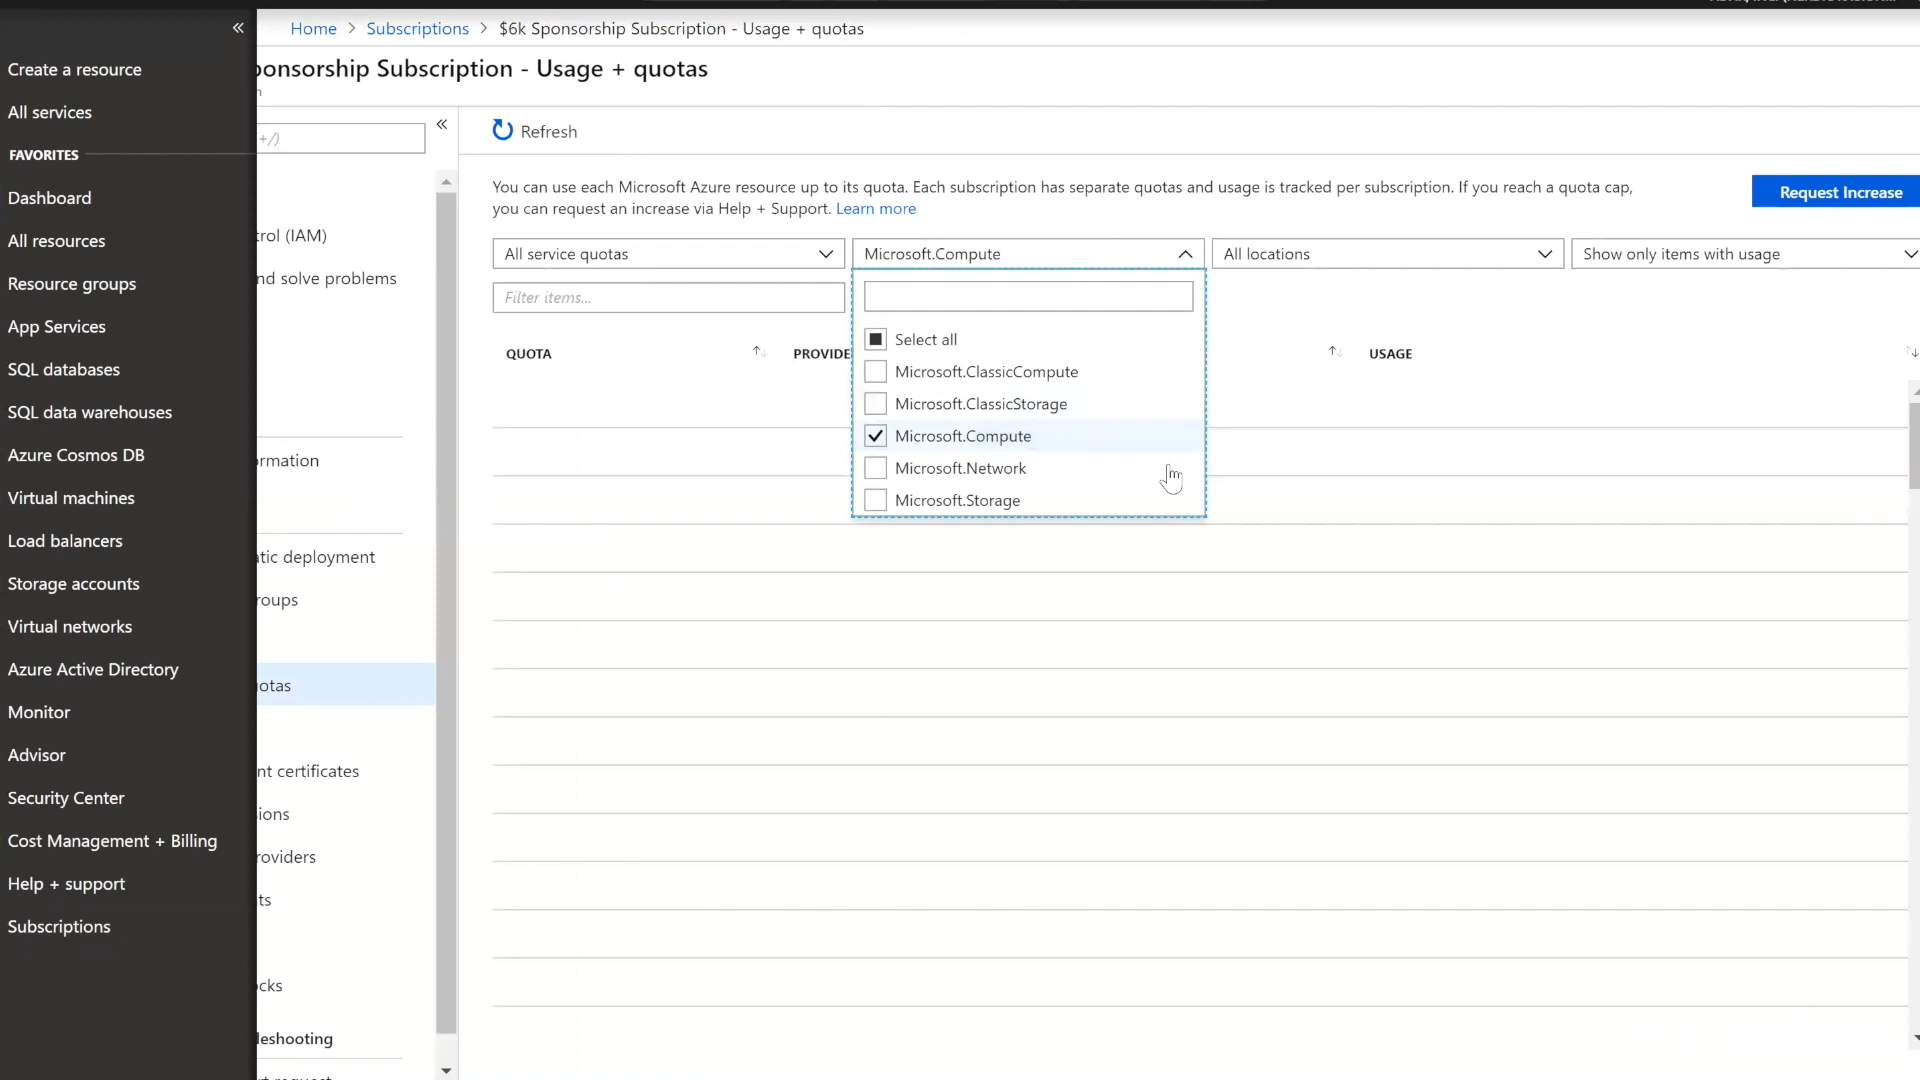 Home > Subscriptions > $6k Sponsorship Subscription - Usage + quotas
ponsorship Subscription - Usage + quotas
Create a resource
All services
FAVORITES
Dashboard
All resources
Resource groups
App Services
SQL databases
SQL data warehouses
Azure Cosmos DB
Virtual machines
Load balancers
Storage accounts
Virtual networks
Azure Active Directory
Monitor
Advisor
Security Center
Cost Management + Billing
Help + support
Subscriptions
+/)
trol (IAM)
nd solve problems
rmation
atic deployment
roups
otas
nt certificates
ions
roviders
ts
cks
leshooting
Refresh
You can use each Microsoft Azure resource up to its quota. Each subscription has separate quotas and usage is tracked per subscription. If you reach a quota cap,
you can request an increase via Help + Support. Learn more
Request Increase
All service quotas
Microsoft.Compute
All locations
Show only items with usage
Filter items...
Select all
Microsoft.ClassicCompute
Microsoft.ClassicStorage
Microsoft.Compute
Microsoft.Network
Microsoft.Storage
QUOTA
PROVIDE
USAGE